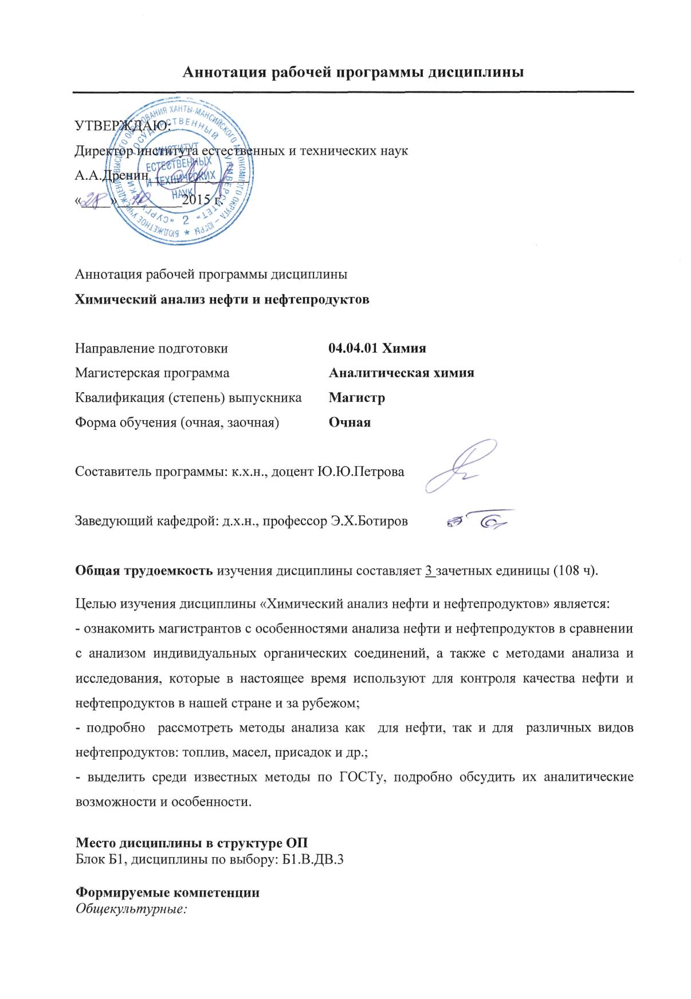 Аннотация рабочей программы дисциплины
УТВЕРЖДАЮ:
Директор института естественных и технических наук
А.А.Дренин
«28» 10 2015 г.
БЮДЖЕТНОЕ УЧРЕЖДЕНИЕ ВЫСШЕГО ОБРАЗОВАНИЯ ХАНТЫ-МАНСИЙСКОГО АВТОНОМНОГО ОКРУГА – ЮГРЫ *
«СУРГУТСКИЙ ГОСУДАРСТВЕННЫЙ УНИВЕРСИТЕТ» 2
ИНСТИТУТ
ЕСТЕСТВЕННЫХ
И ТЕХНИЧЕСКИХ
НАУК
Аннотация рабочей программы дисциплины
Химический анализ нефти и нефтепродуктов
Направление подготовки 04.04.01 Химия
Магистерская программа Аналитическая химия
Квалификация (степень) выпускника Магистр
Форма обучения (очная, заочная) Очная
Составитель программы: к.х.н., доцент Ю.Ю.Петрова
Заведующий кафедрой: д.х.н., профессор Э.Х.Ботиров
Общая трудоемкость изучения дисциплины составляет 3 зачетных единицы (108 ч).
Целью изучения дисциплины «Химический анализ нефти и нефтепродуктов» является:
- ознакомить магистрантов с особенностями анализа нефти и нефтепродуктов в сравнении
с анализом индивидуальных органических соединений, а также с методами анализа и
исследования, которые в настоящее время используют для контроля качества нефти и
нефтепродуктов в нашей стране и за рубежом;
- подробно рассмотреть методы анализа как для нефти, так и для различных видов
нефтепродуктов: топлив, масел, присадок и др.;
- выделить среди известных методы по ГОСТу, подробно обсудить их аналитические
возможности и особенности.
Место дисциплины в структуре ОП
Блок Б1, дисциплины по выбору: Б1.В.ДВ.3
Формируемые компетенции
Общекультурные: